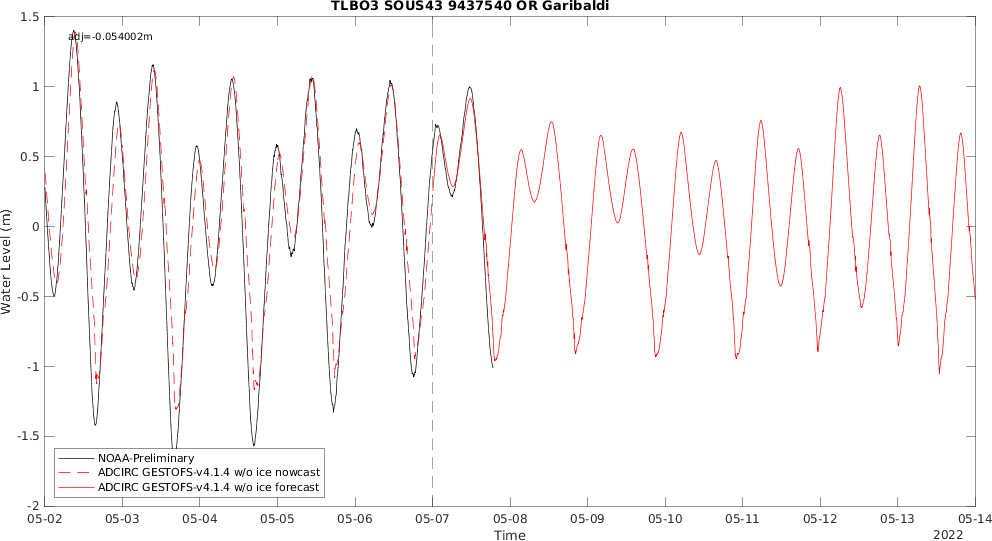 TLBO3 SOUS43 9437540 OR Garibaldi
adj=-0.054002m
1.5
1
0.5
0
-0.5
-1
-1.5
-2
Water Level (m)
NOAA-Preliminary
ADCIRC GESTOFS-v4.1.4 w/o ice nowcast
ADCIRC GESTOFS-v4.1.4 w/o ice forecast
05-02 05-03 05-04 05-05 05-06 05-07 05-08 05-09 05-10 05-11 05-12 05-13 05-14
Time
2022